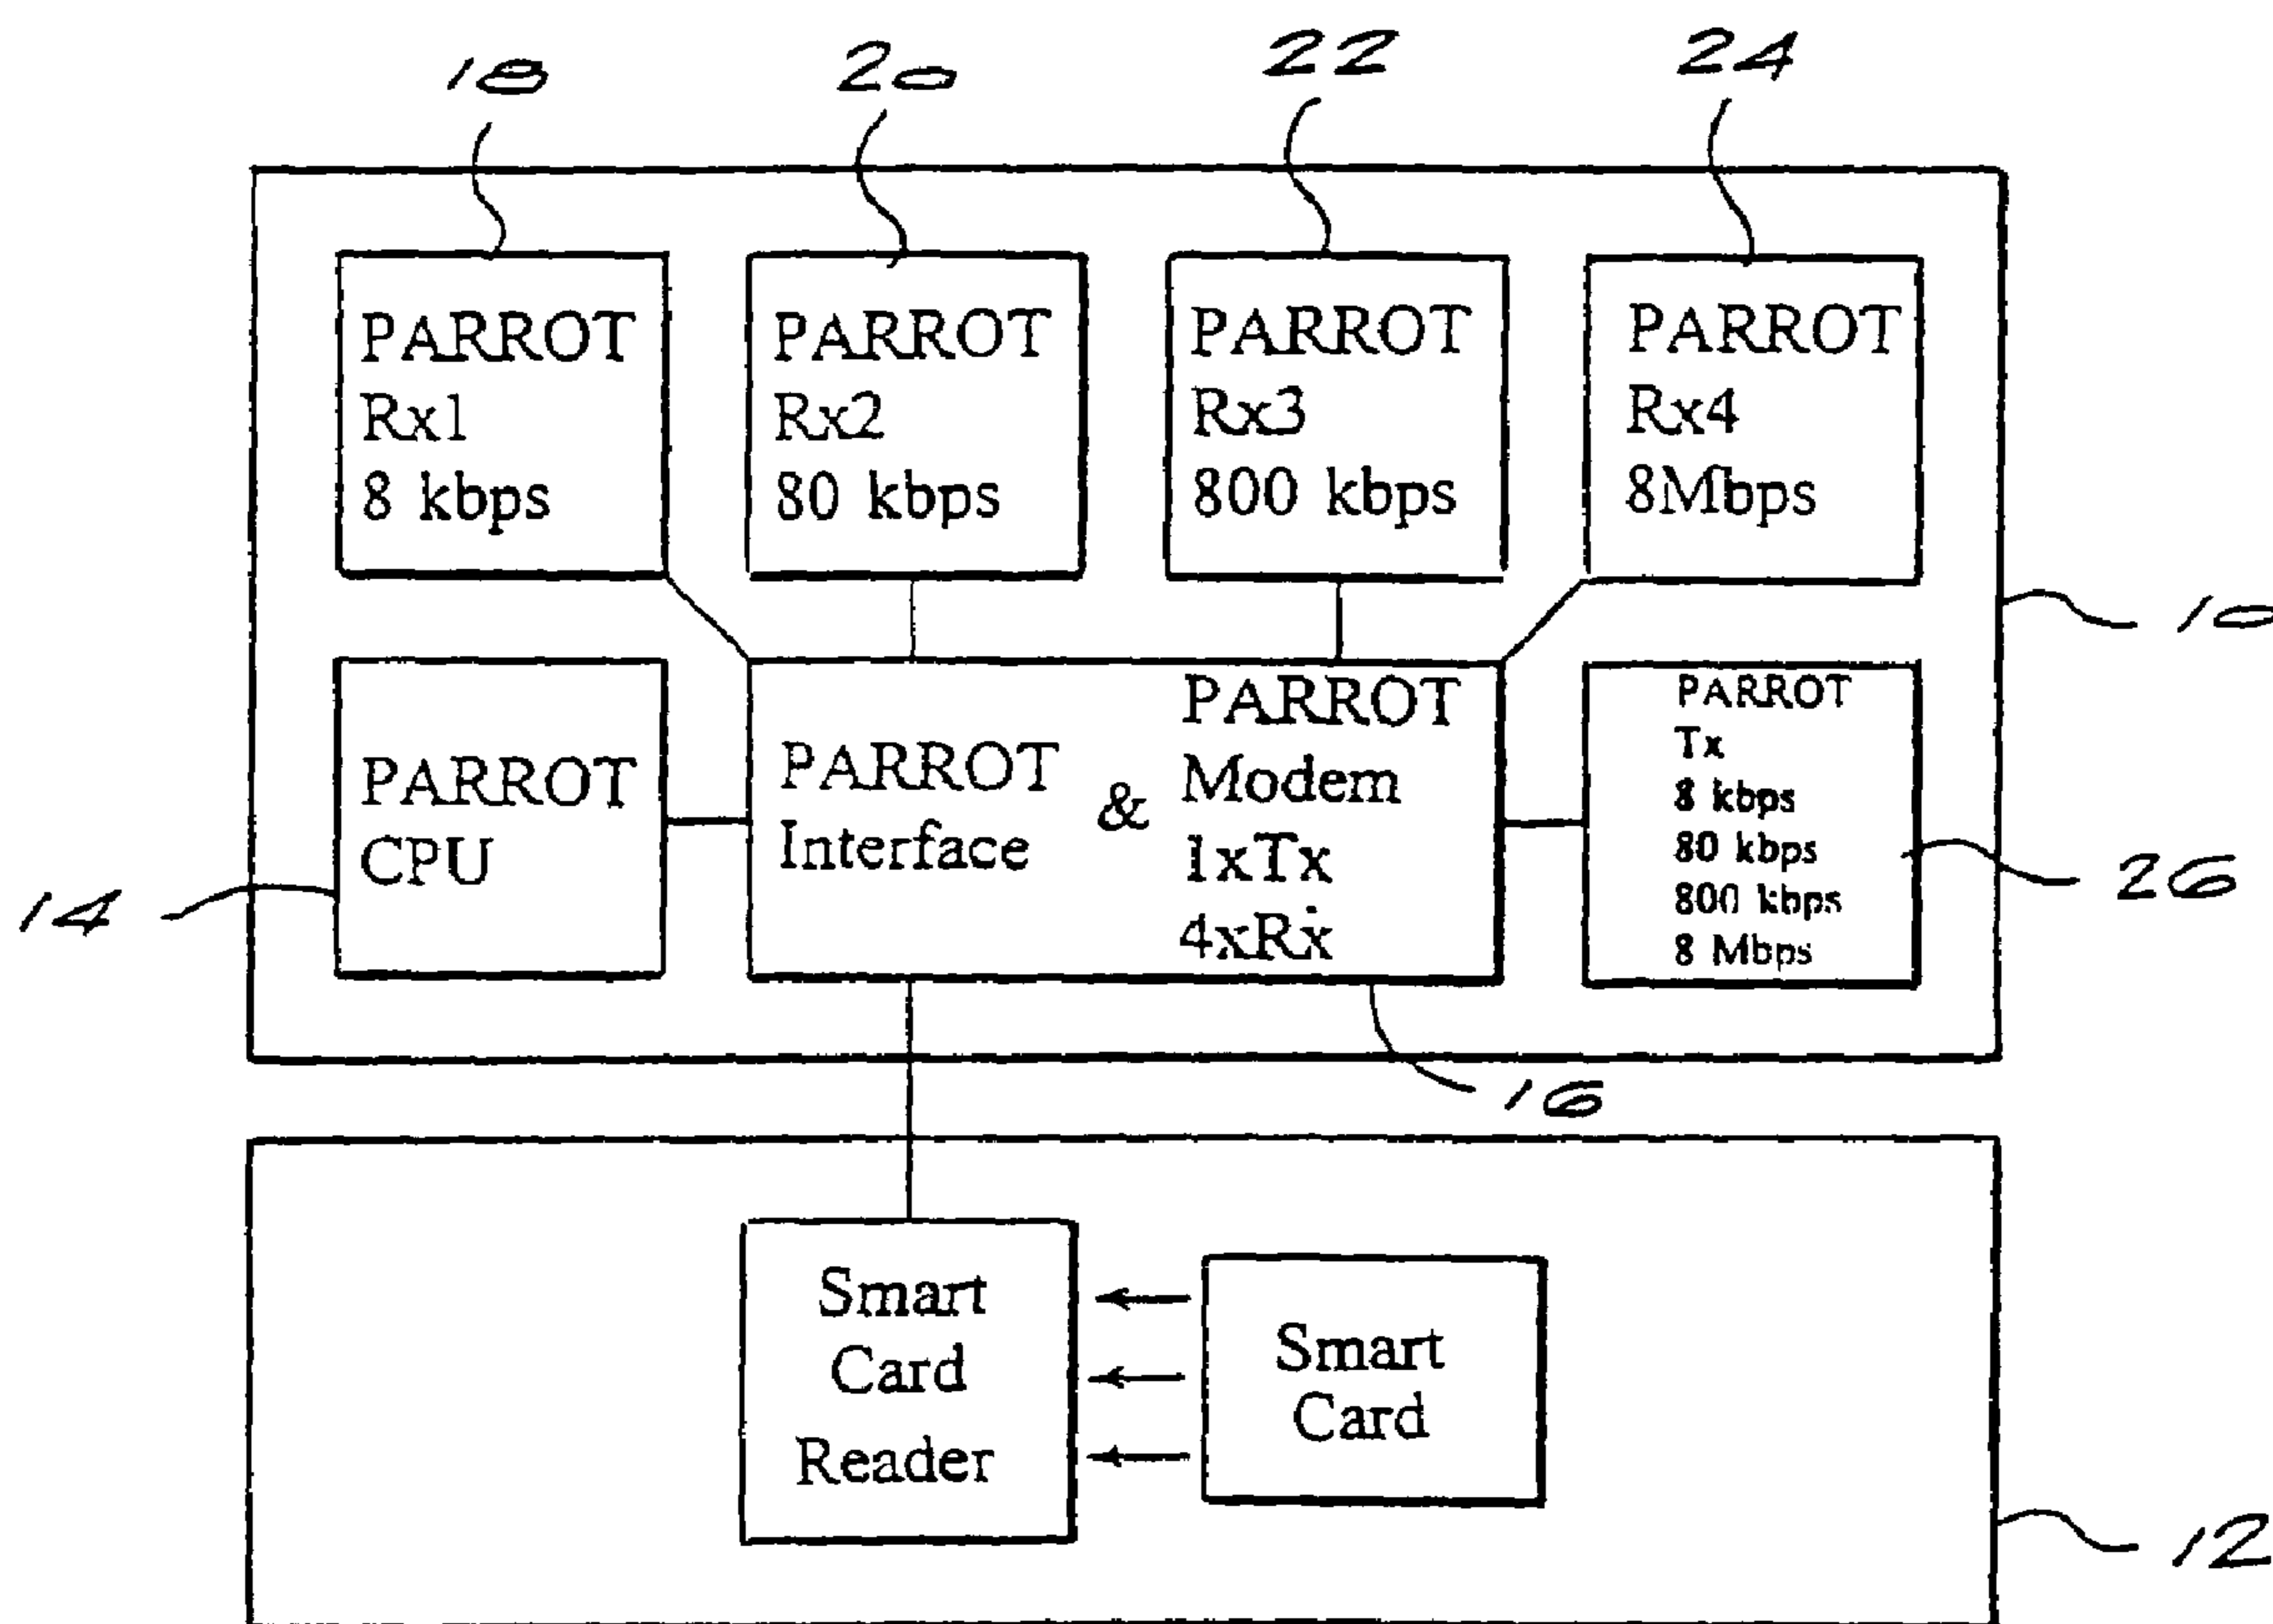 18
20
22
24
PARROT
Rx1
8 kbps
PARROT
Rx2
80 kbps
PARROT
Rx3
800 kbps
PARROT
Rx4
8Mbps
10
PARROT
CPU
PARROT
Interface
&
PARROT
Modem
1xTx
4xRx
PARROT
Tx
8 kbps
80 kbps
800 kbps
8 Mbps
14
26
16
Smart
Card
Reader
Smart
Card
12